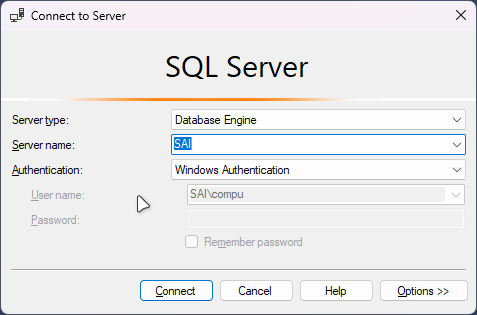 Connect to Server
SQL Server
Server type: Database Engine
Server name: SAI
Authentication: Windows Authentication
User name: SAI\compu
Password:
Remember password
Connect Cancel Help Options >>